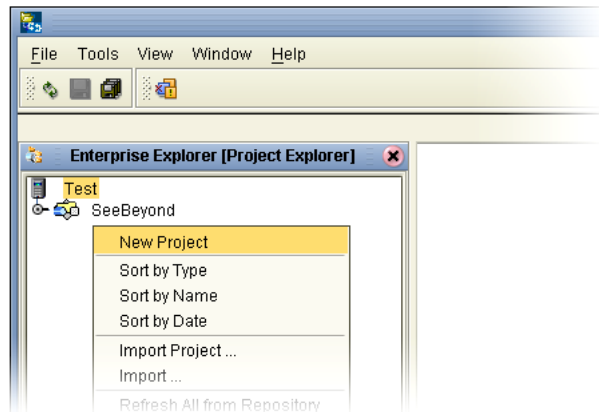 File Tools View Window Help
Enterprise Explorer [Project Explorer]
Test
SeeBeyond
New Project
Sort by Type
Sort by Name
Sort by Date
Import Project ...
Import ...
Refresh All from Repository